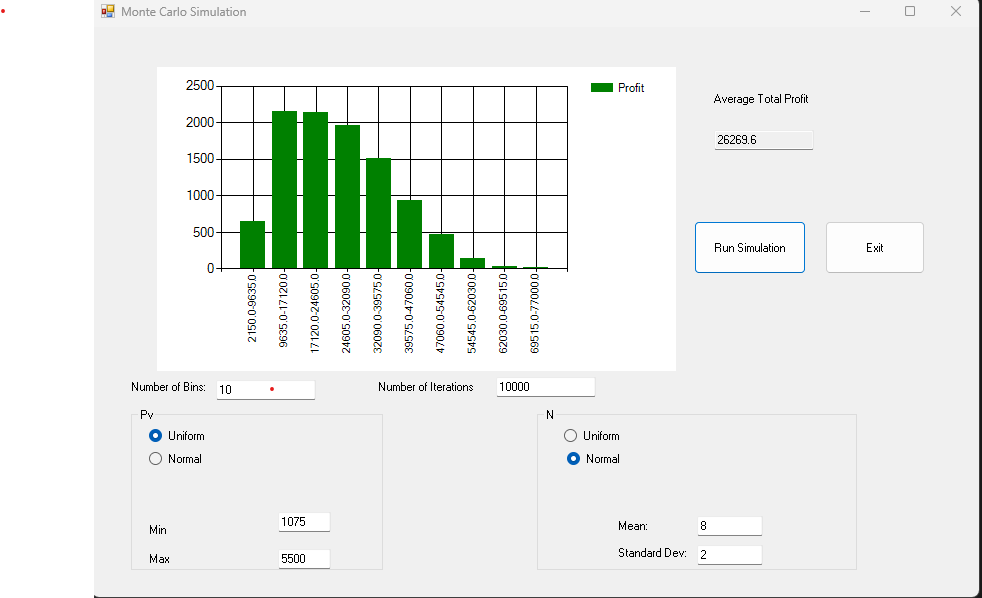 Monte Carlo Simulation
2500
2000
1500
1000
500
0
Profit
2150.0-9635.0
9635.0-17120.0
17120.0-24605.0
24605.0-32090.0
32090.0-39575.0
39575.0-47060.0
47060.0-54545.0
54545.0-62030.0
62030.0-69515.0
69515.0-77000.0
Average Total Profit
26269.6
Run Simulation
Exit
Number of Bins: 10
Number of Iterations 10000
Pv
Uniform
Normal
Min 1075
Max 5500
N
Uniform
Normal
Mean: 8
Standard Dev: 2